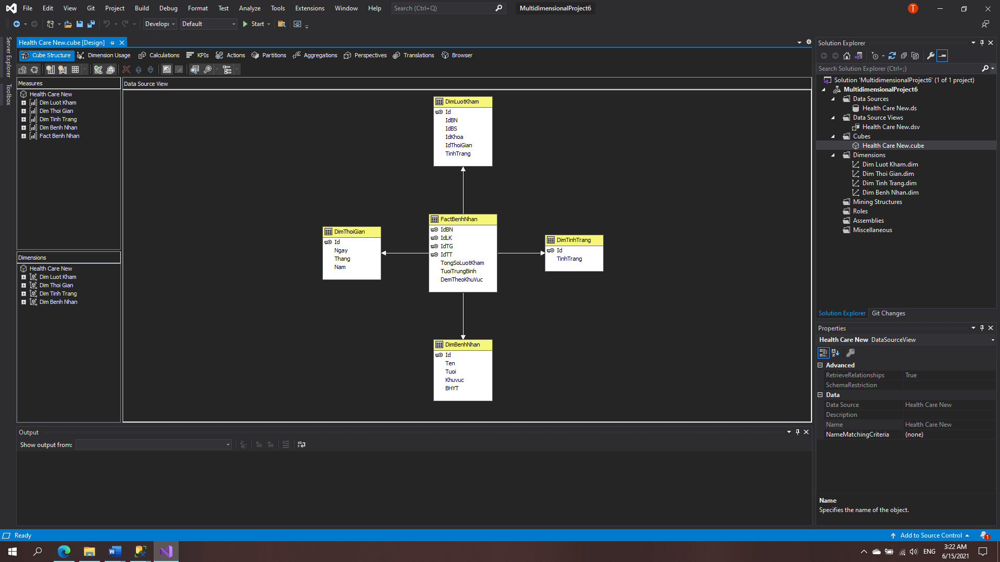 File Edit View Git Project Build Debug Format Test Analyze Tools Extensions Window Help Search (Ctrl+Q) MultidimensionalProject6 T
Develop Default Start
Server Explorer
Toolbox
Health Care New.cube [Design]
Cube Structure Dimension Usage Calculations KPIs Actions Partitions Aggregations Perspectives Translations Browser
Measures
Health Care New
Dim Luot Kham
Dim Thoi Gian
Dim Tinh Trang
Dim Benh Nhan
Fact Benh Nhan
Dimensions
Health Care New
Dim Luot Kham
Dim Thoi Gian
Dim Tinh Trang
Dim Benh Nhan
Data Source View
DimLuotKham
Id
IdBN
IdBS
IdKhoa
IdThoiGian
TinhTrang
FactBenhNhan
IdBN
IdLK
IdTG
IdTT
TongSoLuotKham
TuoiTrungBinh
DemTheoKhuVuc
DimThoiGian
Id
Ngay
Thang
Nam
DimTinhTrang
Id
TinhTrang
DimBenhNhan
Id
Ten
Tuoi
Khuvuc
BHYT
Output
Show output from:
Solution Explorer
Search Solution Explorer (Ctrl+;)
Solution 'MultidimensionalProject6' (1 of 1 project)
MultidimensionalProject6
Data Sources
Health Care New.ds
Data Source Views
Health Care New.dsv
Cubes
Health Care New.cube
Dimensions
Dim Luot Kham.dim
Dim Thoi Gian.dim
Dim Tinh Trang.dim
Dim Benh Nhan.dim
Mining Structures
Roles
Assemblies
Miscellaneous
Solution Explorer Git Changes
Properties
Health Care New DataSourceView
Advanced
RetrieveRelationships True
SchemaRestriction
Data
Data Source Health Care New
Description
Name Health Care New
NameMatchingCriteria (none)
Name
Specifies the name of the object.
Ready Add to Source Control 1
ENG 3:22 AM
6/15/2021